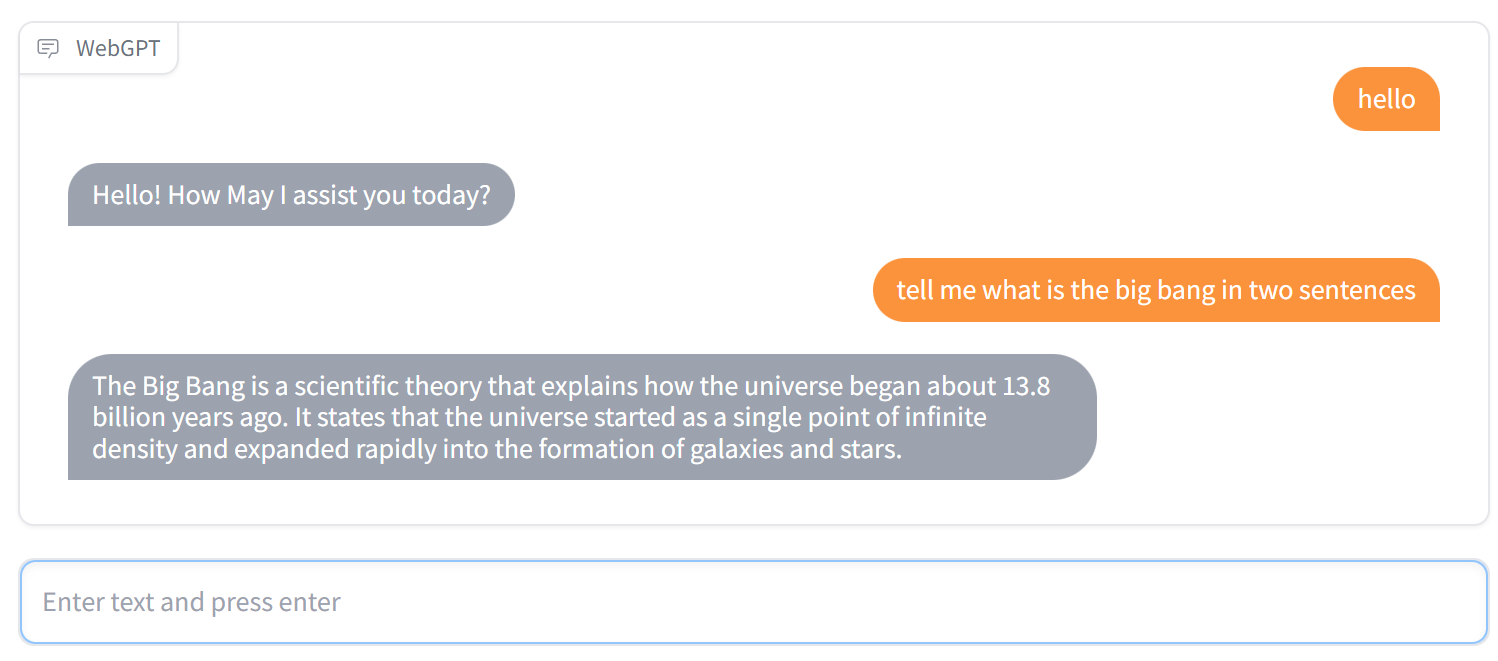 WebGPT
hello
Hello! How May I assist you today?
tell me what is the big bang in two sentences
The Big Bang is a scientific theory that explains how the universe began about 13.8
billion years ago. It states that the universe started as a single point of infinite
density and expanded rapidly into the formation of galaxies and stars.
Enter text and press enter